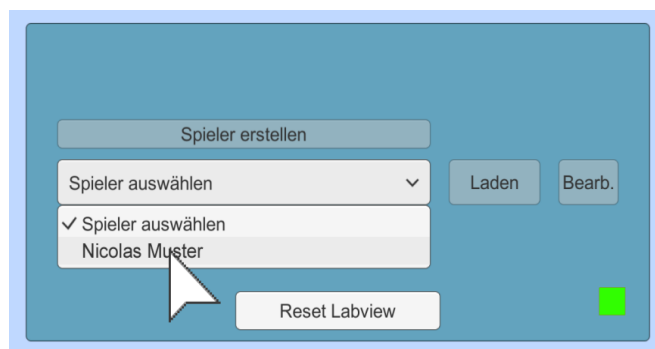 Spieler erstellen
Spieler auswählen
Laden
Bearb.
Spieler auswählen
Nicolas Muster
Reset Labview